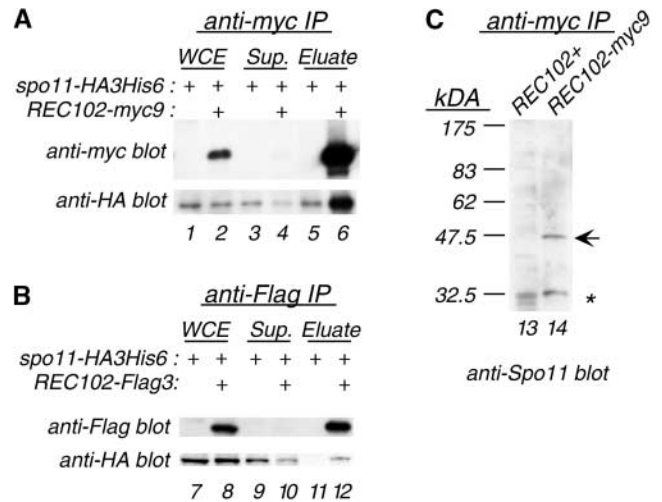 A
anti-myc IP
WCE Sup. Eluate
spo11-HA3His6 : + + + + + +
REC102-myc9 : + + +
anti-myc blot
anti-HA blot
1 2 3 4 5 6
B
anti-Flag IP
WCE Sup. Eluate
spo11-HA3His6 : + + + + + +
REC102-Flag3: + + +
anti-Flag blot
anti-HA blot
7 8 9 10 11 12
C
anti-myc IP
REC102+
REC102-myc9
kDA
175
83
62
47.5
32.5
*
13 14
anti-Spo11 blot